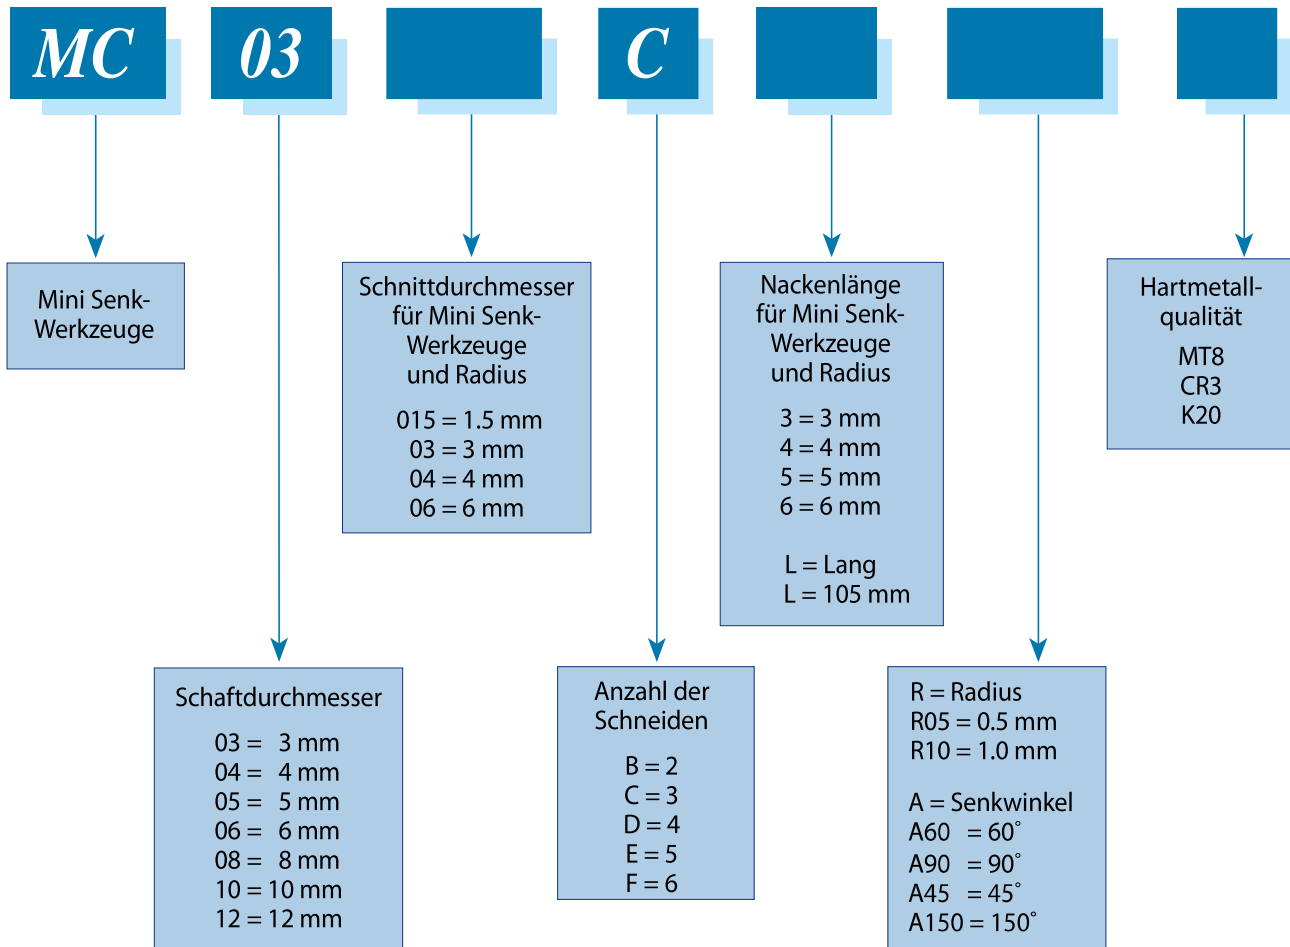 MC 03 C
Mini Senk-
Werkzeuge
Schnittdurchmesser
für Mini Senk-
Werkzeuge
und Radius
015 = 1.5 mm
03 = 3 mm
04 = 4 mm
06 = 6 mm
Nackenlänge
für Mini Senk-
Werkzeuge
und Radius
3 = 3 mm
4 = 4 mm
5 = 5 mm
6 = 6 mm
L = Lang
L = 105 mm
Hartmetall-
qualität
MT8
CR3
K20
Schaftdurchmesser
03 = 3 mm
04 = 4 mm
05 = 5 mm
06 = 6 mm
08 = 8 mm
10 = 10 mm
12 = 12 mm
Anzahl der
Schneiden
B = 2
C = 3
D = 4
E = 5
F = 6
R = Radius
R05 = 0.5 mm
R10 = 1.0 mm
A = Senkwinkel
A60 = 60°
A90 = 90°
A45 = 45°
A150 = 150°